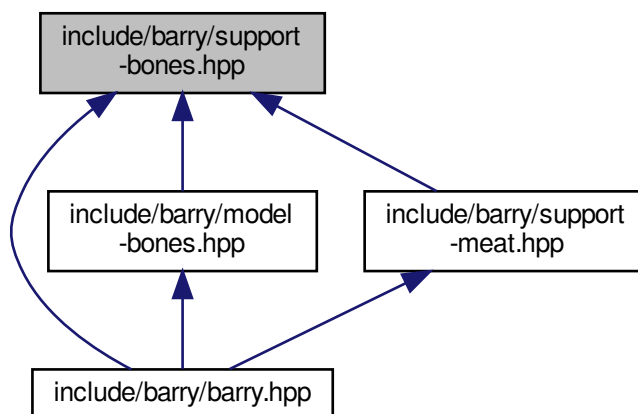 include/barry/support
-bones.hpp
include/barry/model
-bones.hpp
include/barry/support
-meat.hpp
include/barry/barry.hpp